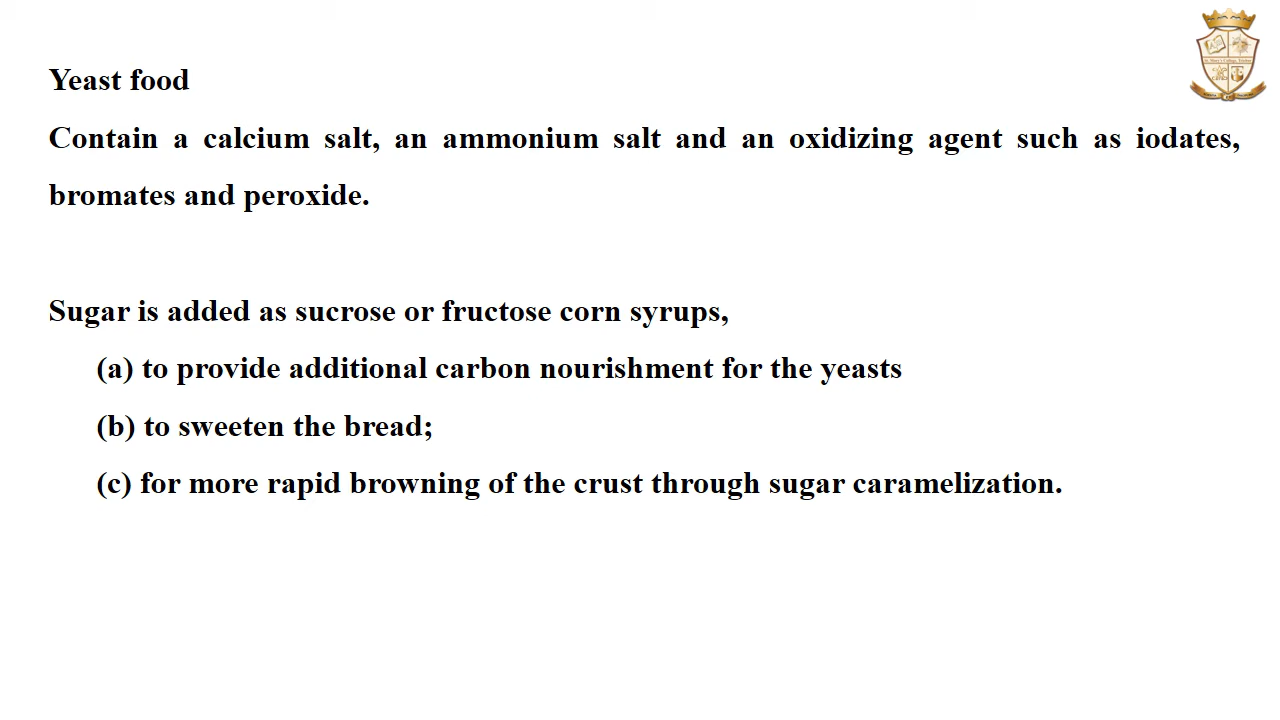 Yeast food
Contain a calcium salt, an ammonium salt and an oxidizing agent such as iodates,
bromates and peroxide.
Sugar is added as sucrose or fructose corn syrups,
(a) to provide additional carbon nourishment for the yeasts
(b) to sweeten the bread;
(c) for more rapid browning of the crust through sugar caramelization.